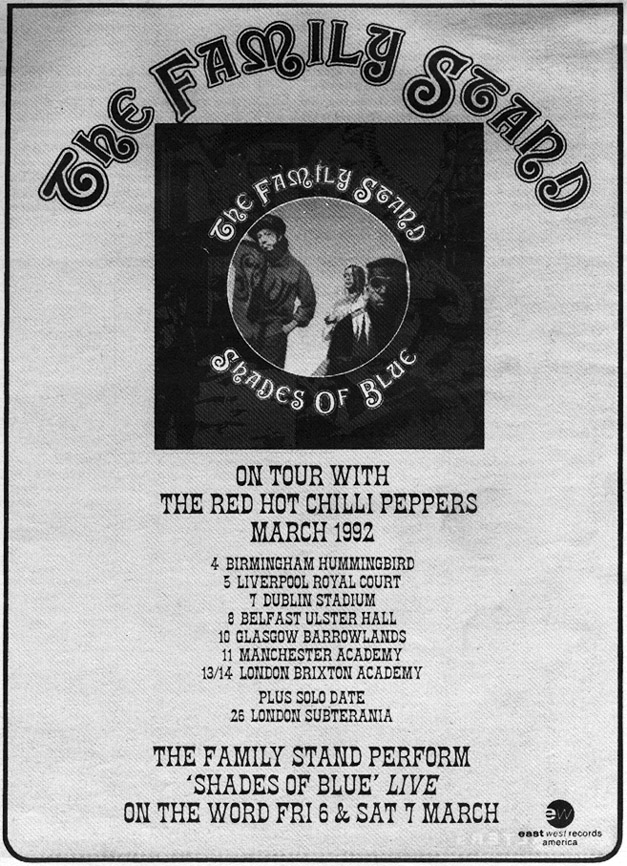 THE FAMILY STAND
THE FAMILY STAND
SHADES OF BLUE
ON TOUR WITH
THE RED HOT CHILLI PEPPERS
MARCH 1992
4 BIRMINGHAM HUMMINGBIRD
5 LIVERPOOL ROYAL COURT
7 DUBLIN STADIUM
8 BELFAST ULSTER HALL
10 GLASGOW BARROWLANDS
11 MANCHESTER ACADEMY
13/14 LONDON BRIXTON ACADEMY
PLUS SOLO DATE
26 LONDON SUBTERANIA
THE FAMILY STAND PERFORM
'SHADES OF BLUE' LIVE
ON THE WORD FRI 6 & SAT 7 MARCH
ew
east west records
america